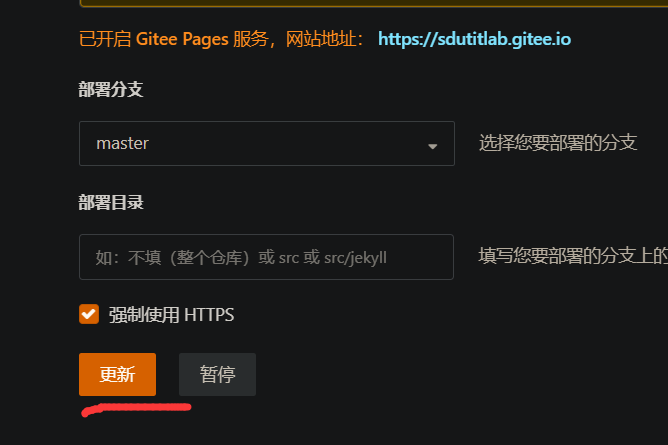 已开启 Gitee Pages 服务，网站地址： https://sdutitlab.gitee.io
部署分支
master
选择您要部署的分支
部署目录
如：不填（整个仓库）或 src 或 src/jekyll
填写您要部署的分支上的
强制使用 HTTPS
更新
暂停